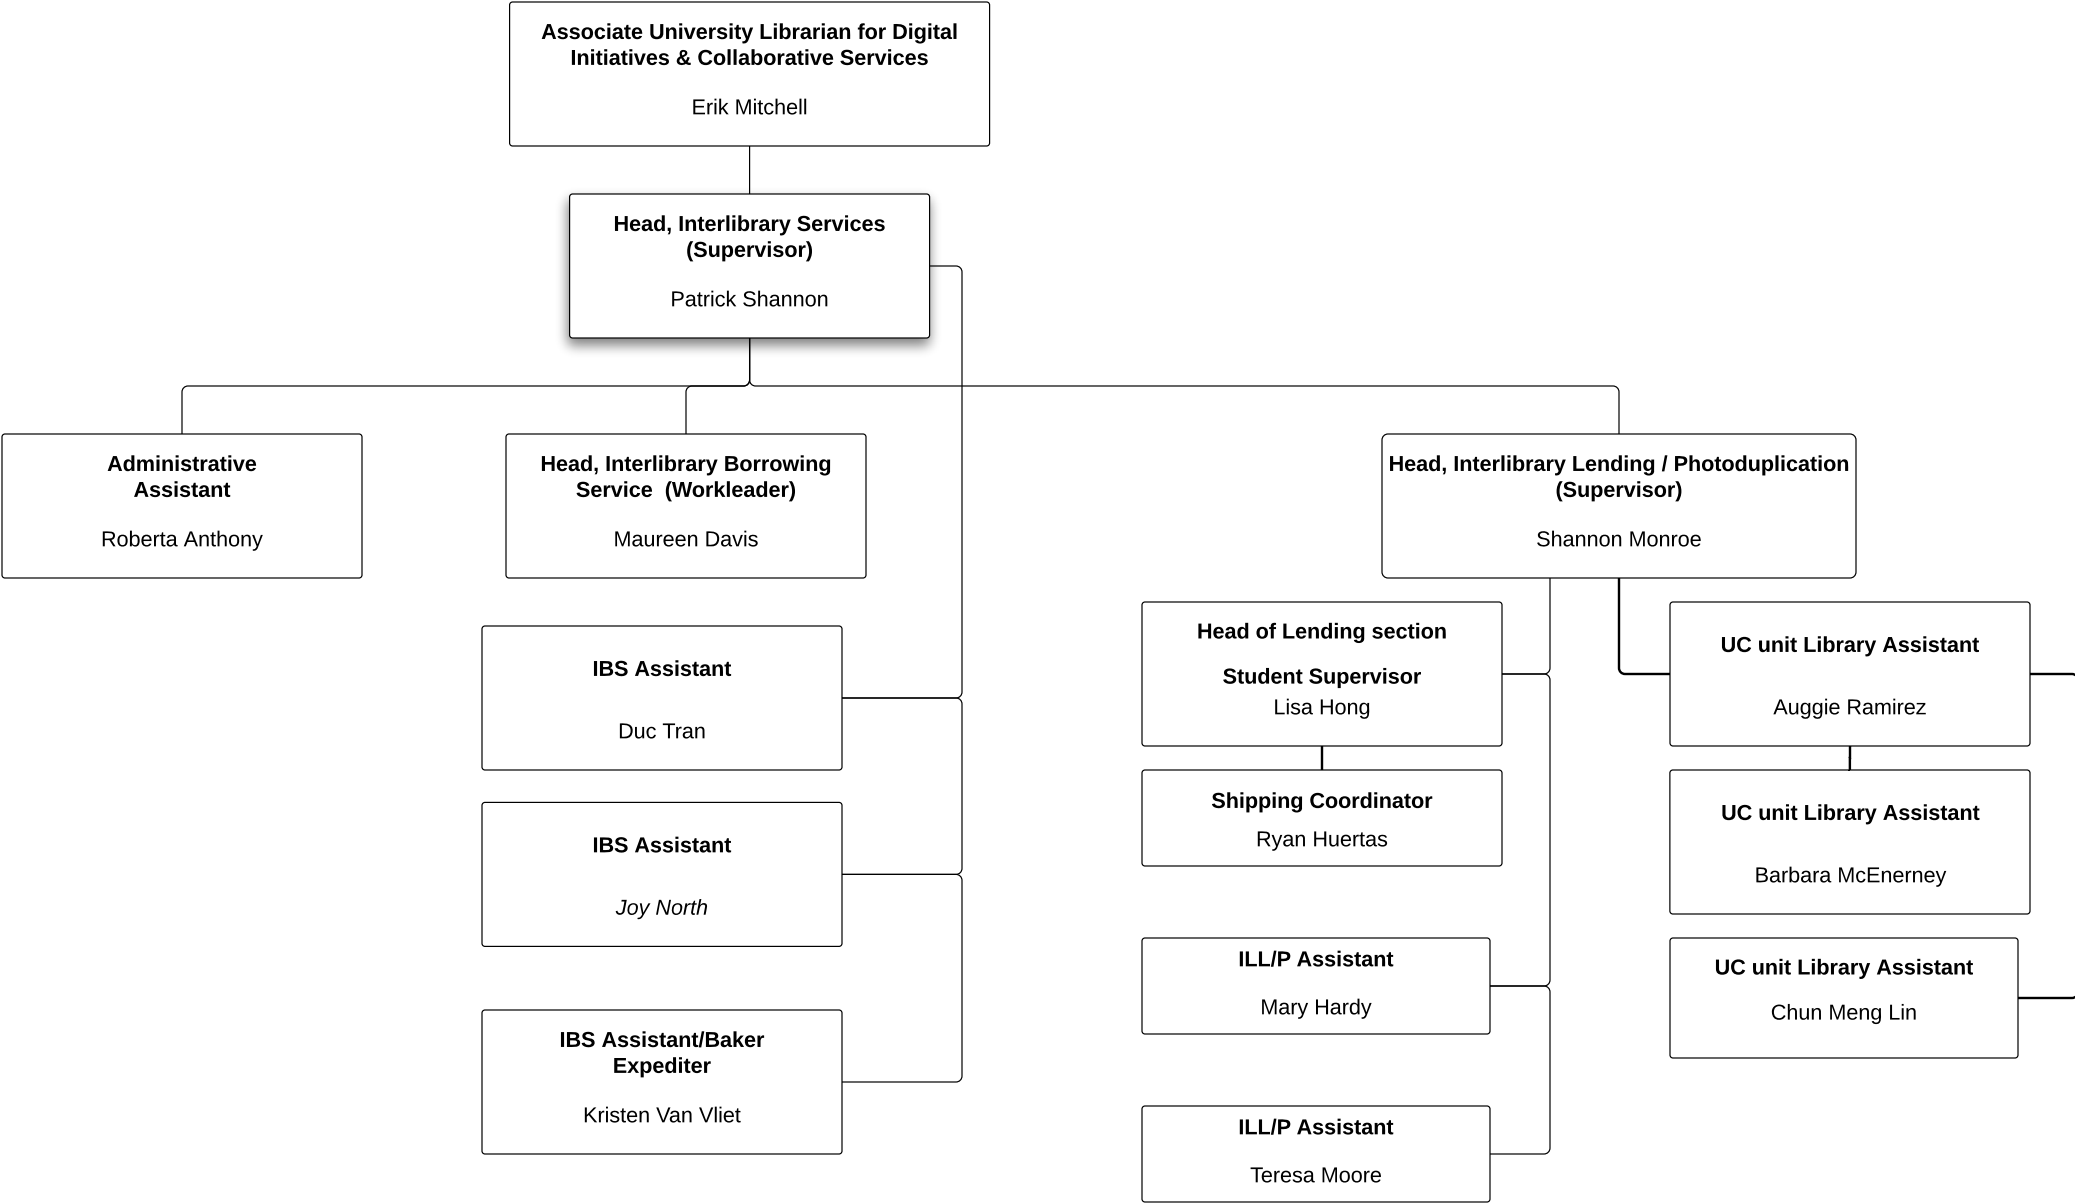 Associate University Librarian for Digital
Initiatives & Collaborative Services
Erik Mitchell
Head, Interlibrary Services
(Supervisor)
Patrick Shannon
Administrative
Assistant
Roberta Anthony
Head, Interlibrary Borrowing
Service  (Workleader)
Maureen Davis
Head, Interlibrary Lending / Photoduplication
(Supervisor)
Shannon Monroe
IBS Assistant
Duc Tran
IBS Assistant
Joy North
IBS Assistant/Baker
Expediter
Kristen Van Vliet
Head of Lending section
Student Supervisor
Lisa Hong
Shipping Coordinator
Ryan Huertas
ILL/P Assistant
Mary Hardy
ILL/P Assistant
Teresa Moore
UC unit Library Assistant
Auggie Ramirez
UC unit Library Assistant
Barbara McEnerney
UC unit Library Assistant
Chun Meng Lin